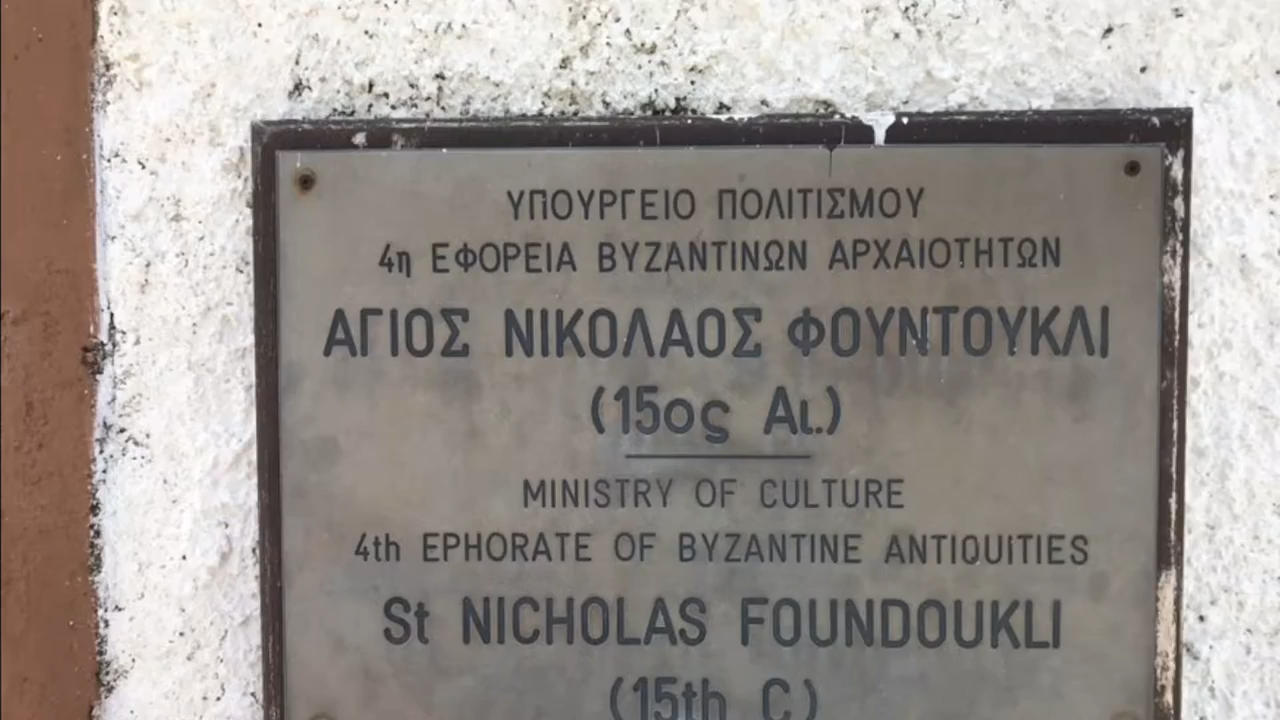 ΥΠΟΥΡΓΕΙΟ ΠΟΛΙΤΙΣΜΟΥ
4η ΕΦΟΡΕΙΑ ΒΥΖΑΝΤΙΝΩΝ ΑΡΧΑΙΟΤΗΤΩΝ
ΑΓΙΟΣ ΝΙΚΟΛΑΟΣ ΦΟΥΝΤΟΥΚΛΙ
(15ος Αι.)
MINISTRY OF CULTURE
4th EPHORATE OF BYZANTINE ANTIQUITIES
St NICHOLAS FOUNDOUKLI
(15th C)